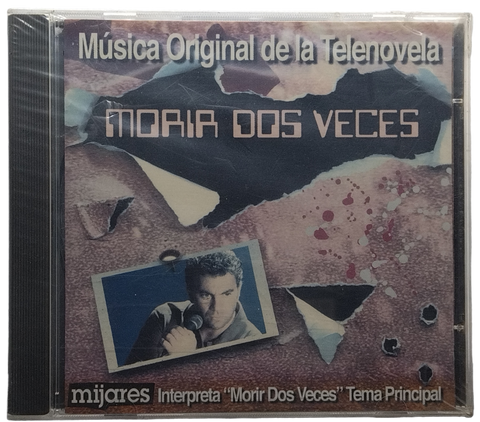 Música Original de la Telenovela
MORIR DOS VECES
mijares Interpreta "Morir Dos Veces" Tema Principal